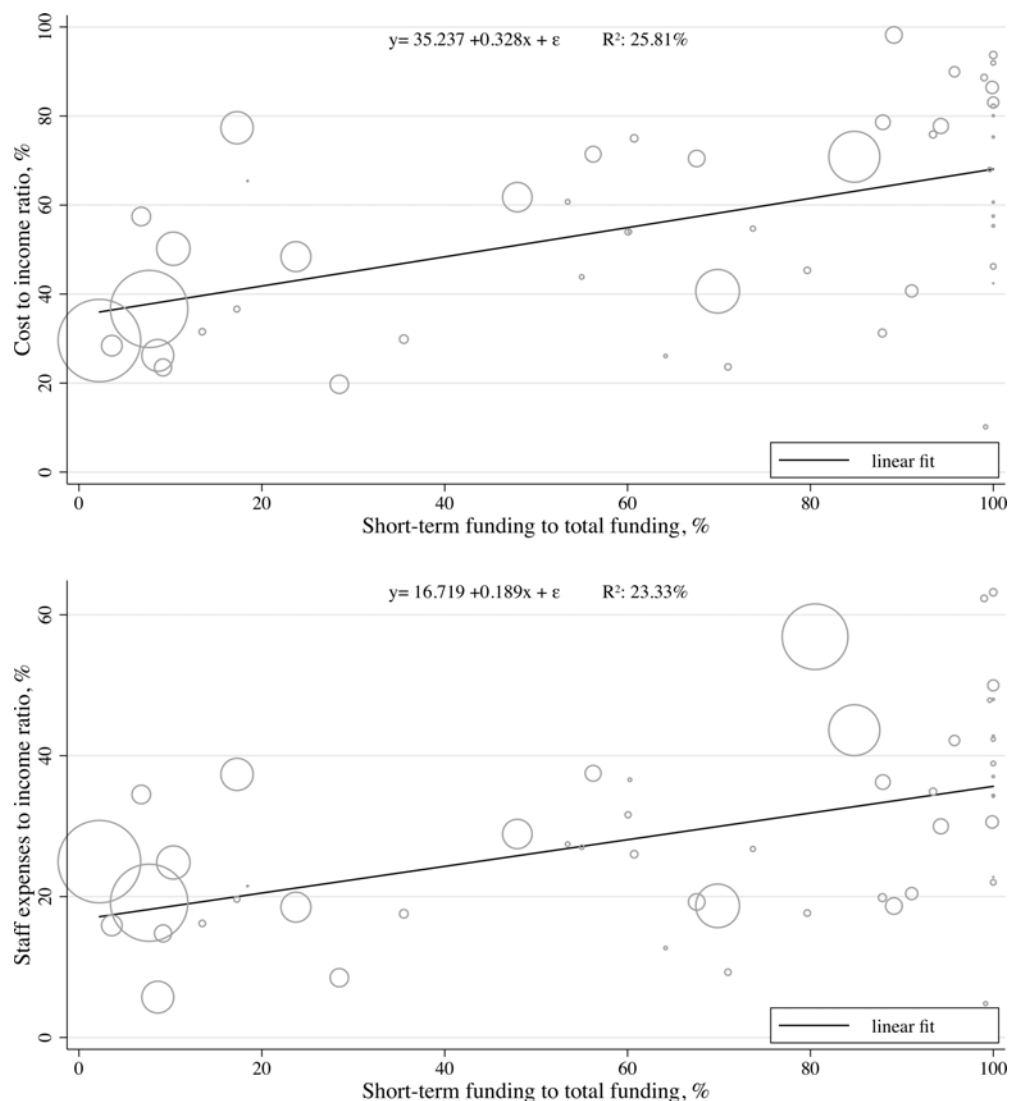 y= 35.237 +0.328x + ε R²: 25.81%
Cost to income ratio, %
100
80
60
40
20
0
linear fit
0 20 40 60 80 100
Short-term funding to total funding, %
y= 16.719 +0.189x + ε R²: 23.33%
Staff expenses to income ratio, %
60
40
20
0
linear fit
0 20 40 60 80 100
Short-term funding to total funding, %